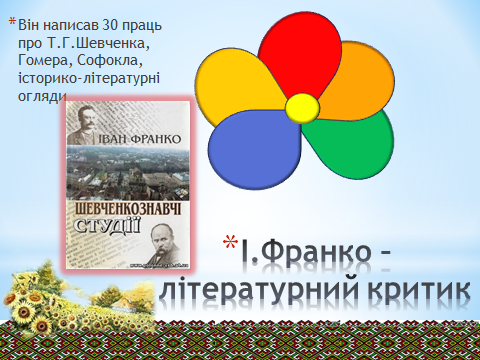 * Він написав 30 праць
про Т.Г.Шевченка,
Гомера, Софокла,
історико-літературні
огляди
ІВАН ФРАНКО
ШЕВЧЕНКОЗНАВЧІ
СТУДІЇ
* І.Франко –
літературний критик